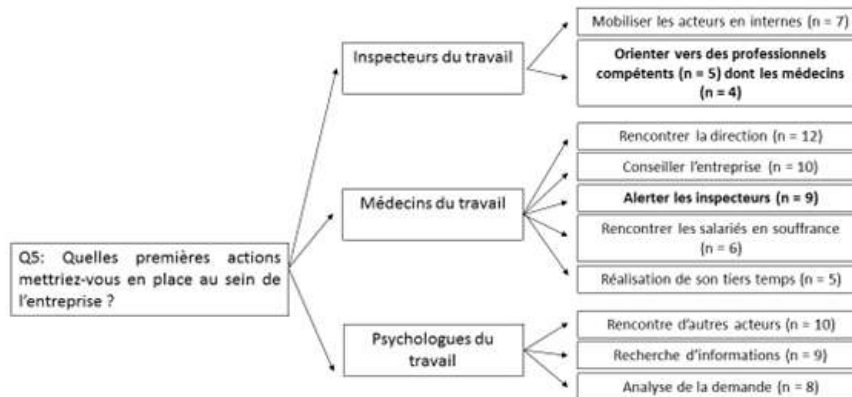 Mobiliser les acteurs en internes (n = 7)
Inspecteurs du travail
Orienter vers des professionnels
compétents (n = 5) dont les médecins
(n = 4)
Rencontrer la direction (n = 12)
Conseiller l'entreprise (n = 10)
Médecins du travail
Alerter les inspecteurs (n = 9)
Rencontrer les salariés en souffrance
(n = 6)
Q5: Quelles premières actions
mettriez-vous en place au sein de
l'entreprise ?
Réalisation de son tiers temps (n = 5)
Psychologues du
travail
Rencontre d'autres acteurs (n = 10)
Recherche d'informations (n = 9)
Analyse de la demande (n = 8)